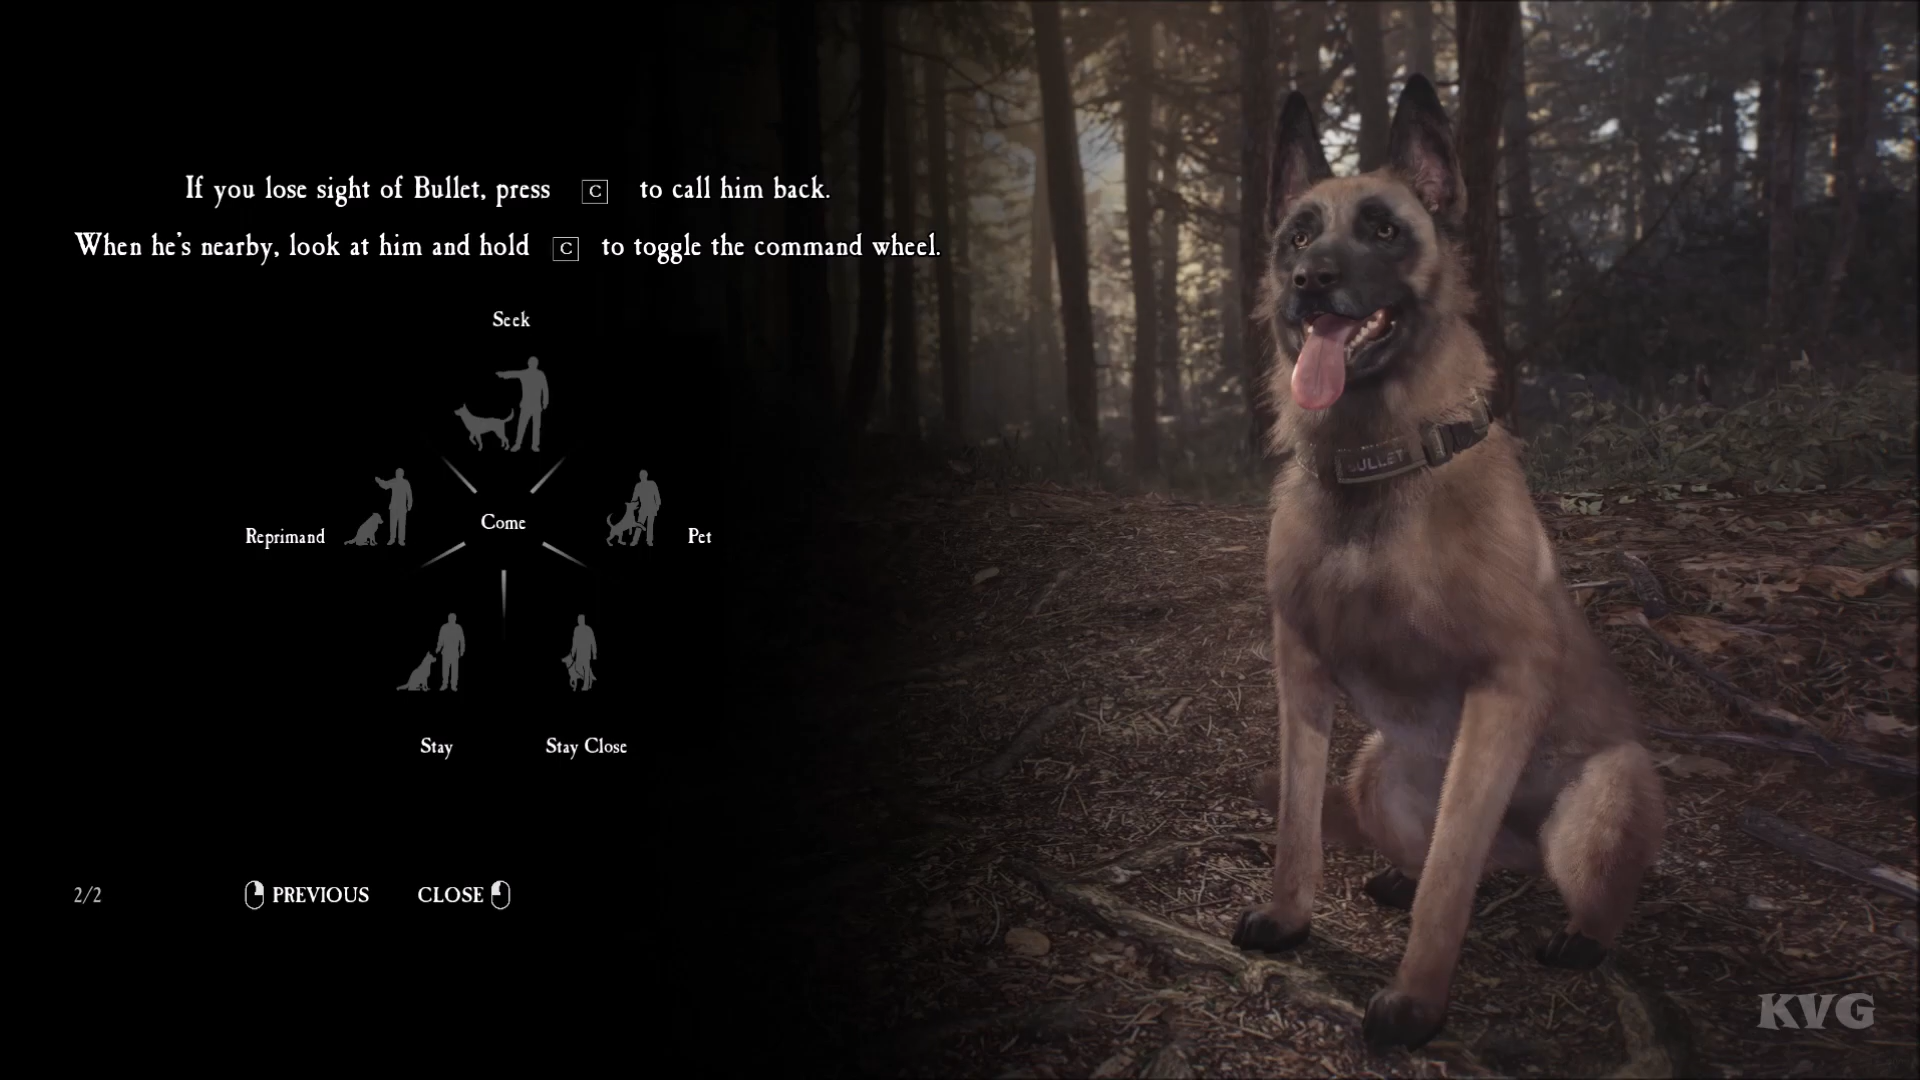 If you lose sight of Bullet, press C to call him back.
When he's nearby, look at him and hold C to toggle the command wheel.
Seek
Come
Reprimand
Pet
Stay
Stay Close
2/2
PREVIOUS
CLOSE
BULLET
KVG